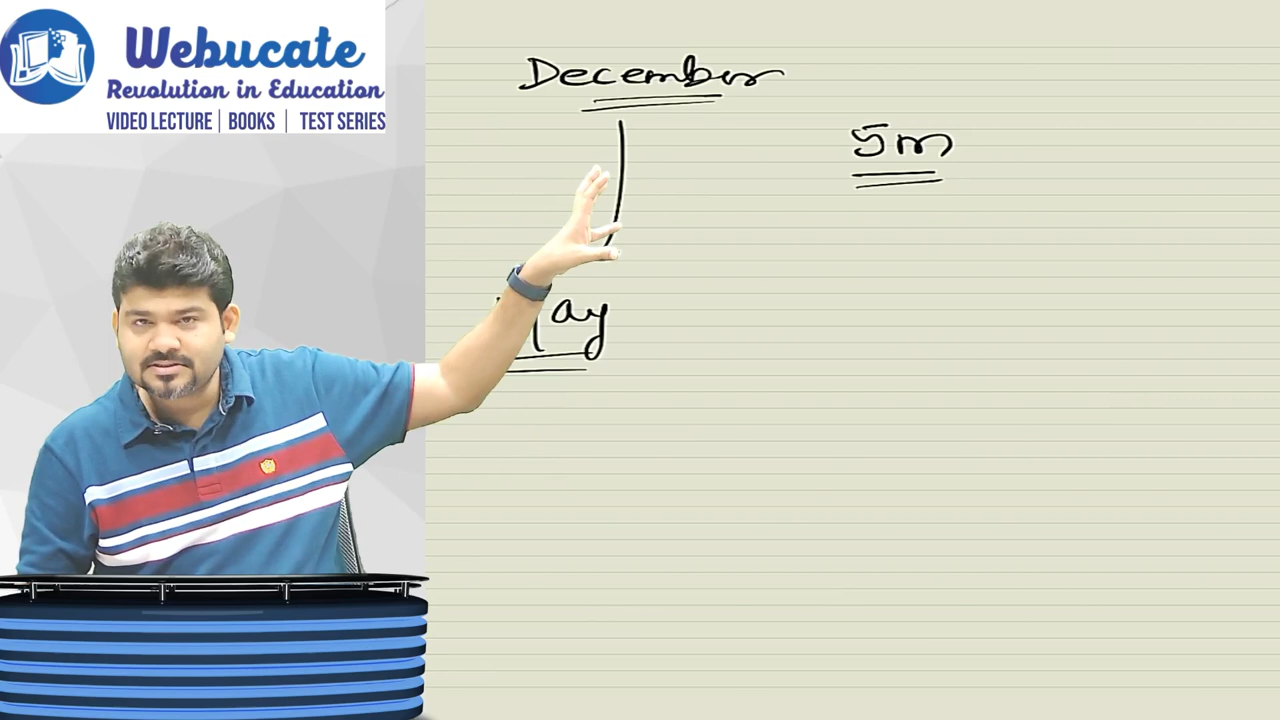 Webucate
Revolution in Education
VIDEO LECTURE | BOOKS | TEST SERIES
December
5m
ay